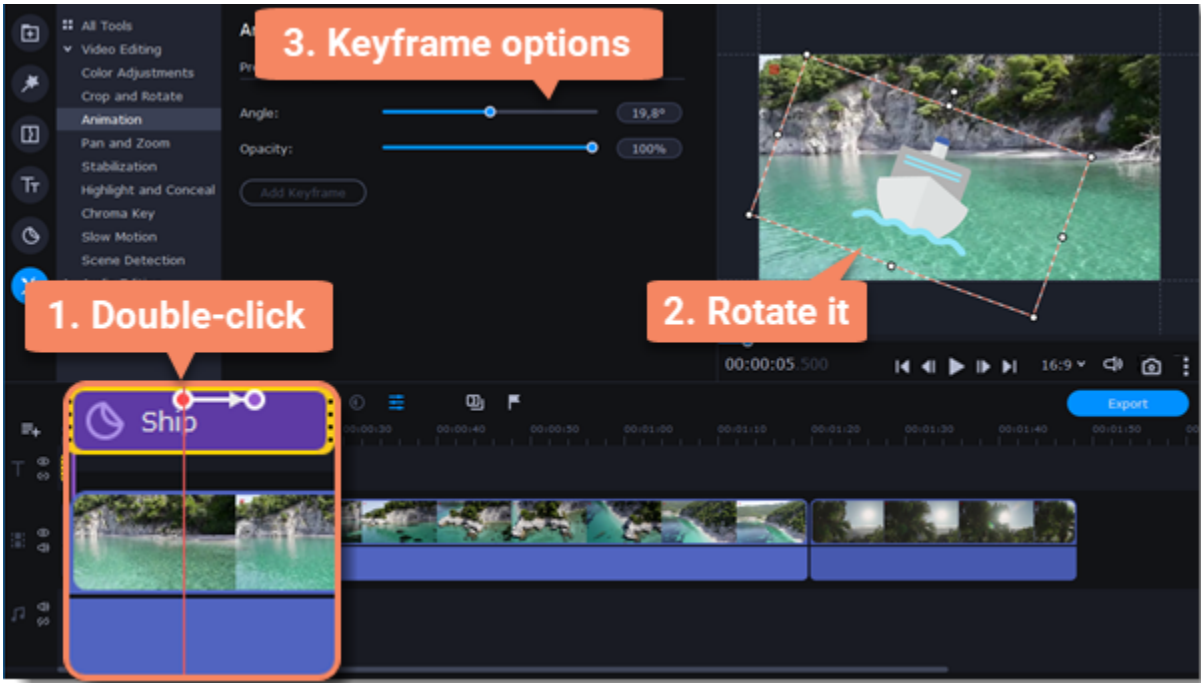 All Tools
Video Editing
Color Adjustments
Crop and Rotate
Animation
Pan and Zoom
Stabilization
Highlight and Conceal
Chroma Key
Slow Motion
Scene Detection
3. Keyframe options
Angle:
19,8°
Opacity:
100%
Add Keyframe
1. Double-click
2. Rotate it
00:00:05.500
16:9
Export
Ship
00:00:30
00:00:40
00:00:50
00:01:00
00:01:10
00:01:20
00:01:30
00:01:40
00:01:50